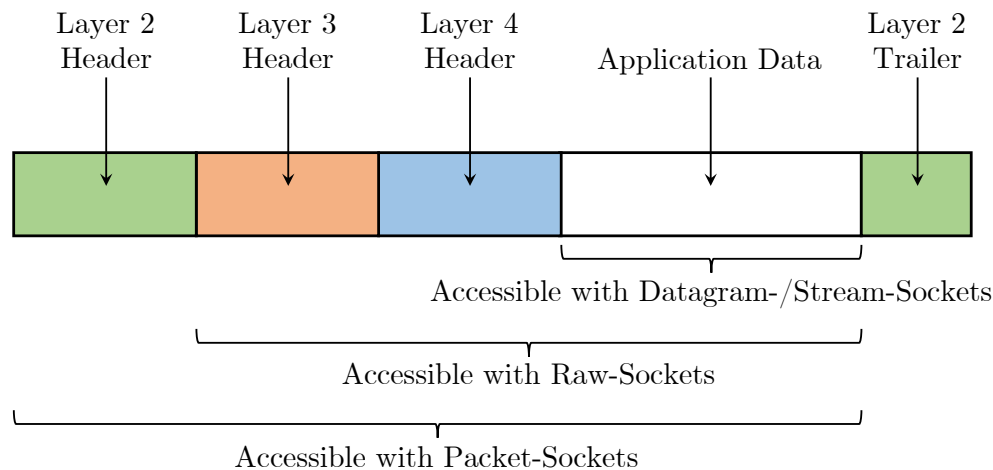 Layer 2
Header
Layer 3
Header
Layer 4
Header
Application Data
Layer 2
Trailer
Accessible with Datagram-/Stream-Sockets
Accessible with Raw-Sockets
Accessible with Packet-Sockets